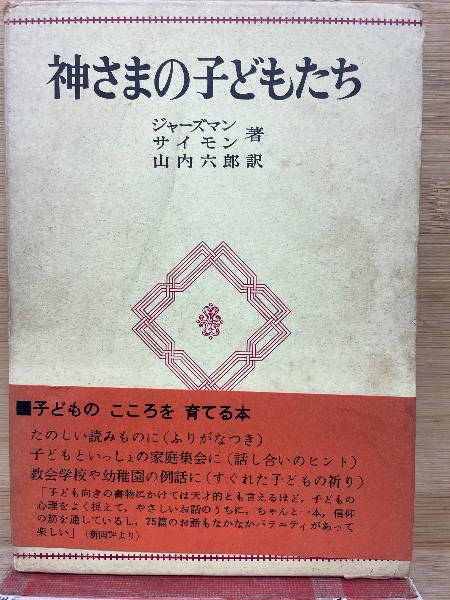 神さまの子どもたち
ジャーズマン
サイモン 著
山内六郎 訳
■子どもの こころを 育てる本
たのしい読みものに(ふりがなつき)
子どもといっしょの家庭集会に(話し合いのヒント)
教会学校や幼稚園の例話に(すぐれた子どもの祈り)
「子ども向きの書物にかけては天才的とも言えるほど,子どもの
心理をよく捉えて,やさしいお話のうちに,ちゃんと一本,信仰
の筋を通しているし,75篇のお話もなかなかバラエティがあって
楽しい」(新聞評より)